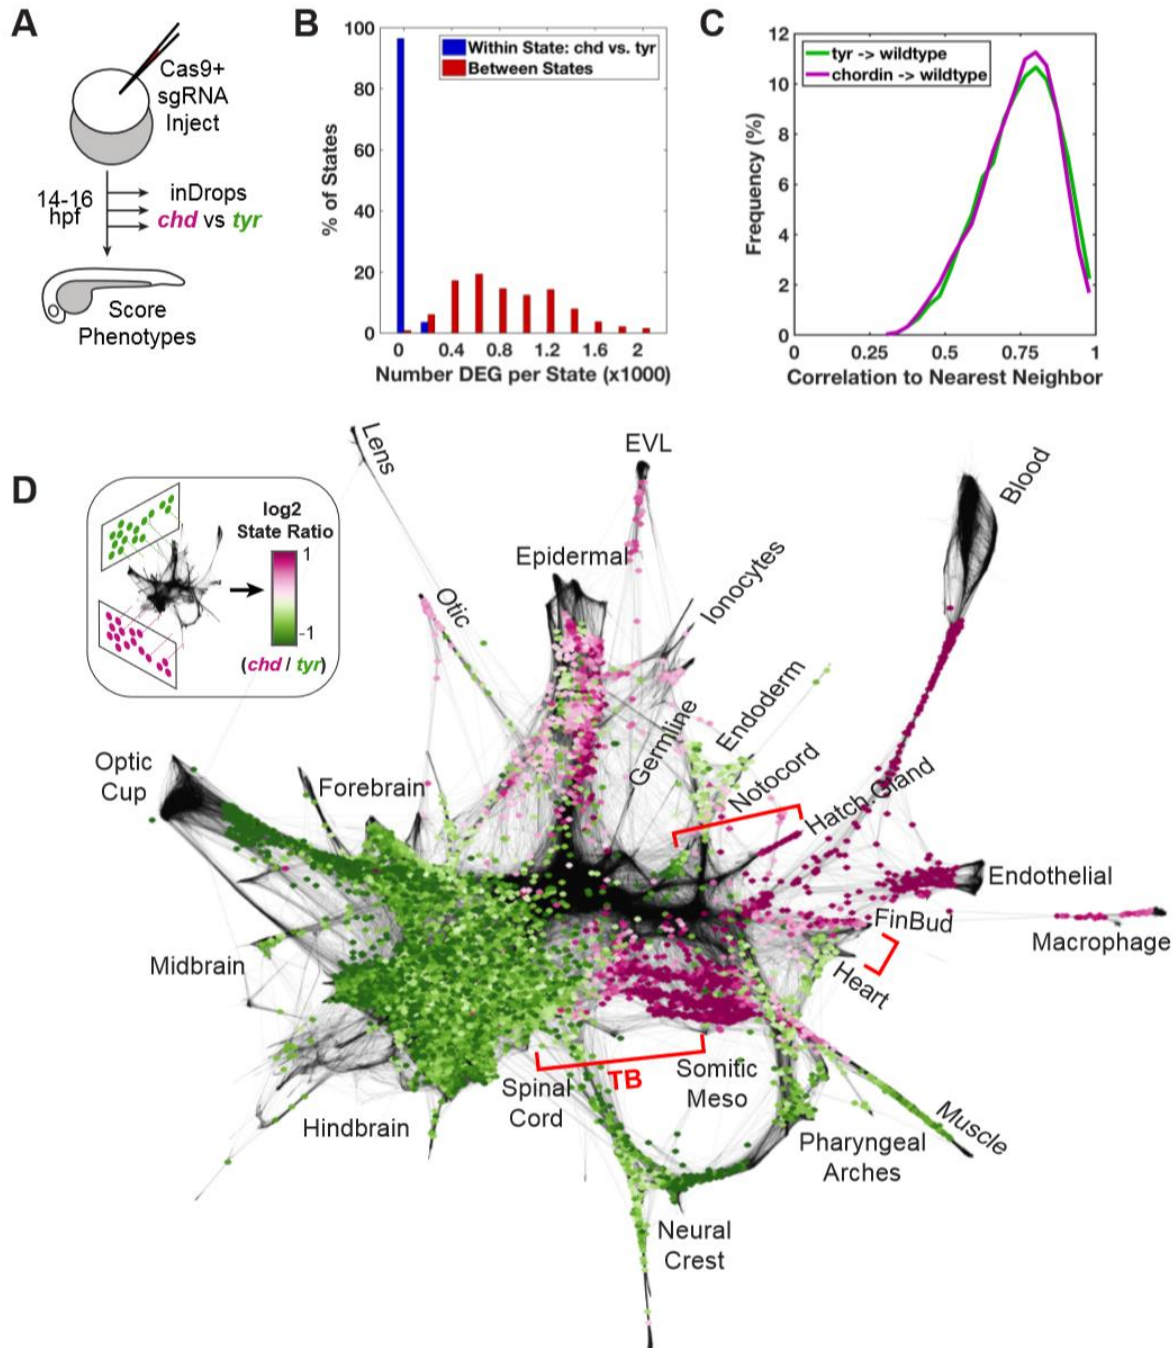 A
Cas9+
sgRNA
Inject
14-16
hpf
inDrops
chd vs tyr
Score
Phenotypes
B
100
80
60
40
20
0
% of States
Within State: chd vs. tyr
Between States
0 0.4 0.8 1.2 1.6 2
Number DEG per State (x1000)
C
12
10
8
6
4
2
0
Frequency (%)
tyr -> wildtype
chordin -> wildtype
0 0.25 0.5 0.75 1
Correlation to Nearest Neighbor
D
log2
State Ratio
1
-1
(chd / tyr)
Lens
EVL
Blood
Epidermal
Otic
Ionocytes
Germline
Endoderm
Notocord
Hatch.Gland
Optic
Cup
Forebrain
Endothelial
FinBud
Macrophage
Heart
Midbrain
TB
Spinal
Cord
Somitic
Meso
Hindbrain
Muscle
Pharyngeal
Arches
Neural
Crest